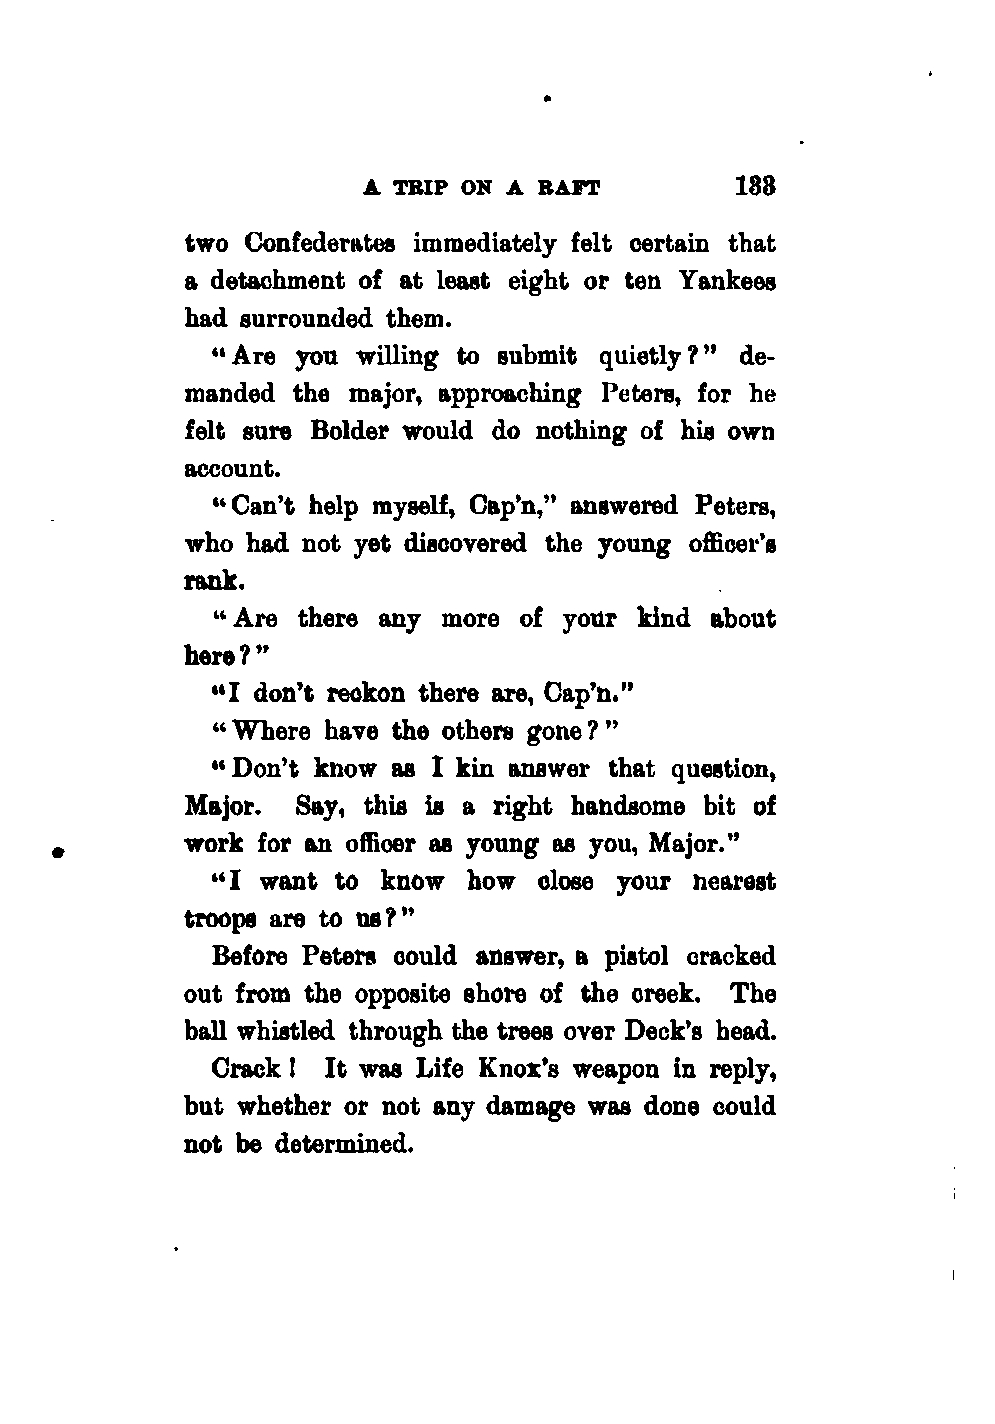 A TRIP ON A RAFT 133
two Confederates immediately felt certain that
a detachment of at least eight or ten Yankees
had surrounded them.
"Are you willing to submit quietly?" de-
manded the major, approaching Peters, for he
felt sure Bolder would do nothing of his own
account.
"Can't help myself, Cap'n," answered Peters,
who had not yet discovered the young officer's
rank.
"Are there any more of your kind about
here?"
"I don't reckon there are, Cap'n."
"Where have the others gone?"
"Don't know as I kin answer that question,
Major. Say, this is a right handsome bit of
work for an officer as young as you, Major."
"I want to know how close your nearest
troops are to us?"
Before Peters could answer, a pistol cracked
out from the opposite shore of the creek. The
ball whistled through the trees over Deck's head.
Crack! It was Life Knox's weapon in reply,
but whether or not any damage was done could
not be determined.